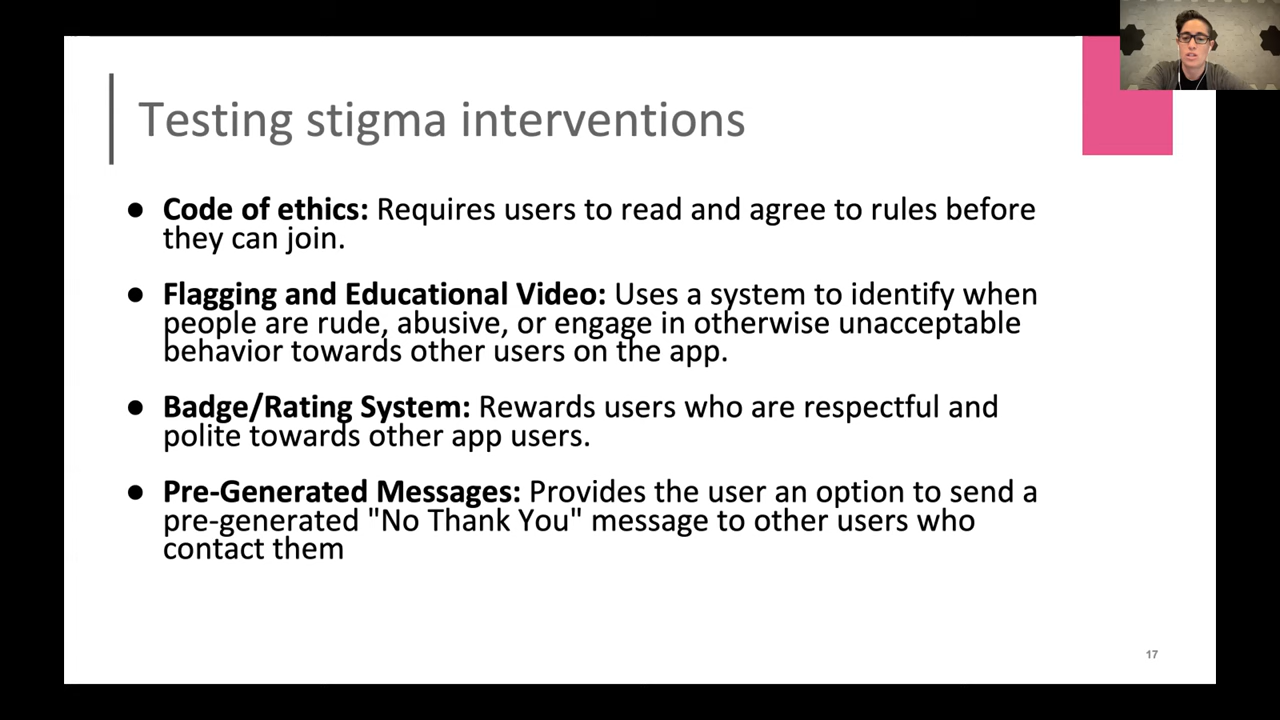 Testing stigma interventions
● Code of ethics: Requires users to read and agree to rules before
they can join.
● Flagging and Educational Video: Uses a system to identify when
people are rude, abusive, or engage in otherwise unacceptable
behavior towards other users on the app.
● Badge/Rating System: Rewards users who are respectful and
polite towards other app users.
● Pre-Generated Messages: Provides the user an option to send a
pre-generated "No Thank You" message to other users who
contact them
17